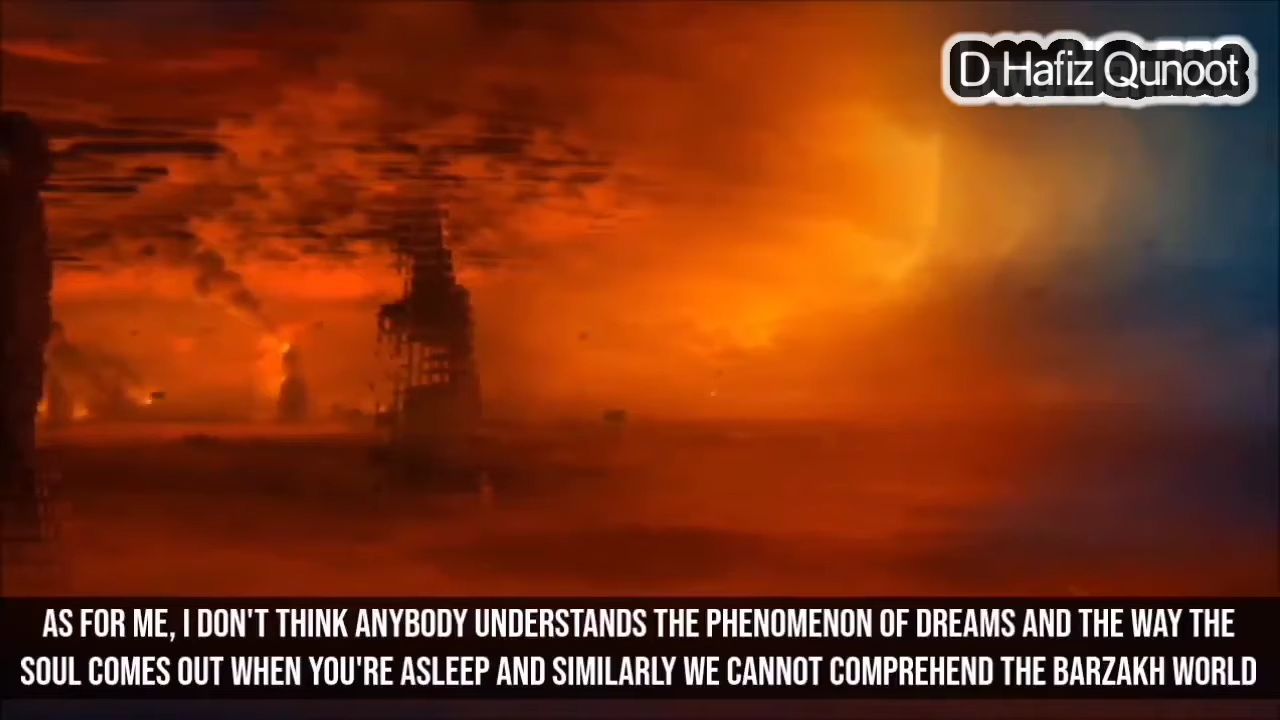 D Hafiz Qunoot
AS FOR ME, I DON'T THINK ANYBODY UNDERSTANDS THE PHENOMENON OF DREAMS AND THE WAY THE
SOUL COMES OUT WHEN YOU'RE ASLEEP AND SIMILARLY WE CANNOT COMPREHEND THE BARZAKH WORLD